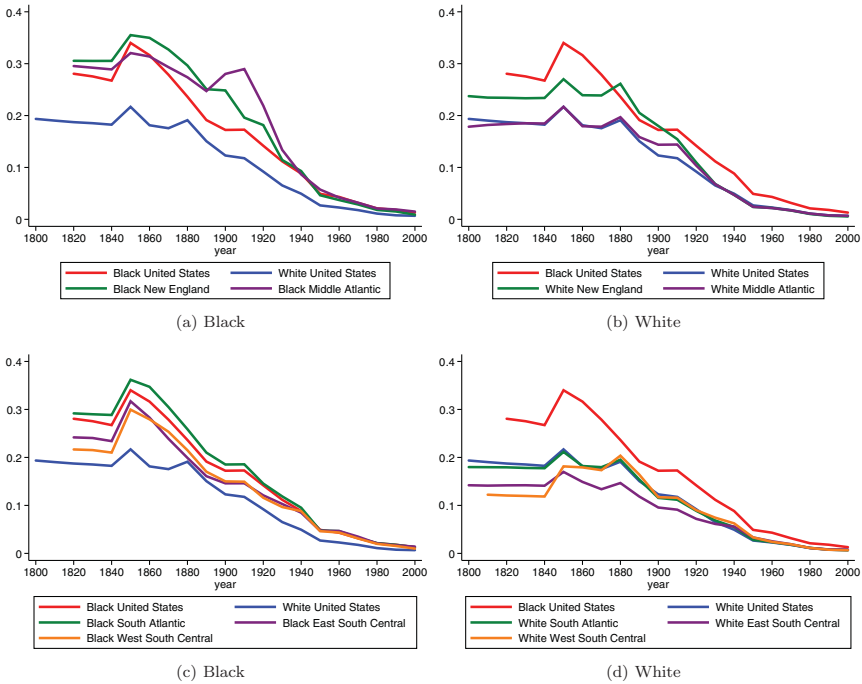 0.4
0.3
0.2
0.1
0
1800 1820 1840 1860 1880 1900 1920 1940 1960 1980 2000
year
Black United States White United States
Black New England Black Middle Atlantic
(a) Black
0.4
0.3
0.2
0.1
0
1800 1820 1840 1860 1880 1900 1920 1940 1960 1980 2000
year
Black United States White United States
White New England White Middle Atlantic
(b) White
0.4
0.3
0.2
0.1
0
1800 1820 1840 1860 1880 1900 1920 1940 1960 1980 2000
year
Black United States White United States
Black South Atlantic Black East South Central
Black West South Central
(c) Black
0.4
0.3
0.2
0.1
0
1800 1820 1840 1860 1880 1900 1920 1940 1960 1980 2000
year
Black United States White United States
White South Atlantic White East South Central
White West South Central
(d) White